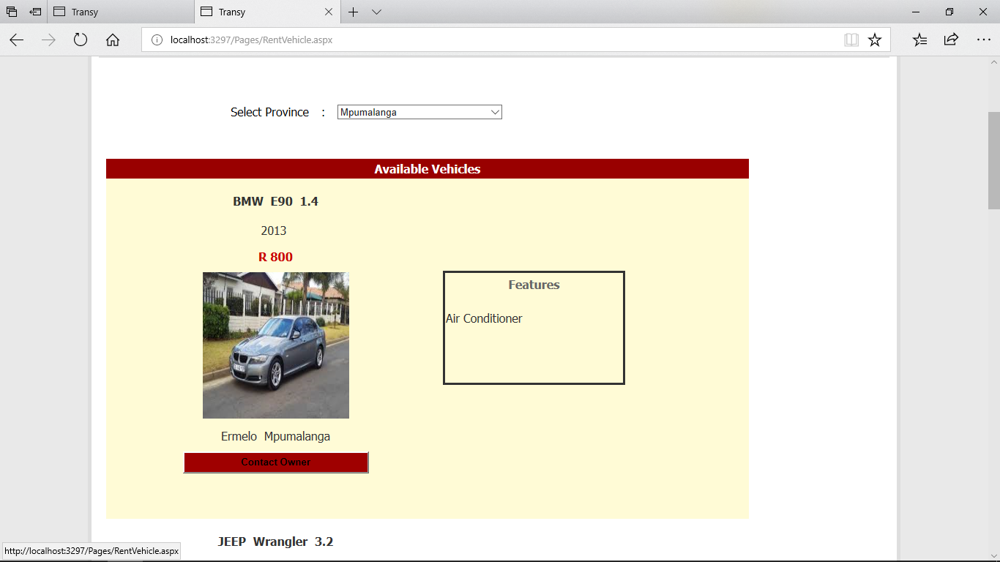 Transy
Transy
localhost:3297/Pages/RentVehicle.aspx
Select Province : Mpumalanga
Available Vehicles
BMW E90 1.4
2013
R 800
Features
Air Conditioner
Ermelo Mpumalanga
Contact Owner
JEEP Wrangler 3.2
http://localhost:3297/Pages/RentVehicle.aspx